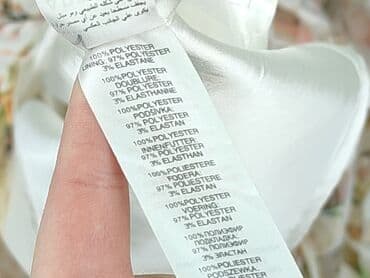 100% POLYESTER
LINING: 97% POLYESTER
3% ELASTANE
100% POLYESTER
DOUBLURE
97% POLYESTER
3% ELASTHANNE
100% POLYESTER
PODŠIVKA:
97% POLYESTER
3% ELASTAN
100% POLYESTER
INNENFUTTER
97% POLYESTER
3% ELASTHAN
100% POLIESTERE
FODERA:
97% POLIESTERE
3% ELASTAN
100% POLYESTER
VOERING
97% POLYESTER
3% ELASTAN
100% ПОЛИЭФИР
ПОДКЛАДКА:
97% ПОЛИЭФИР
3% ЭЛАСТАН
100% POLIESTER
PODSZEWKA: